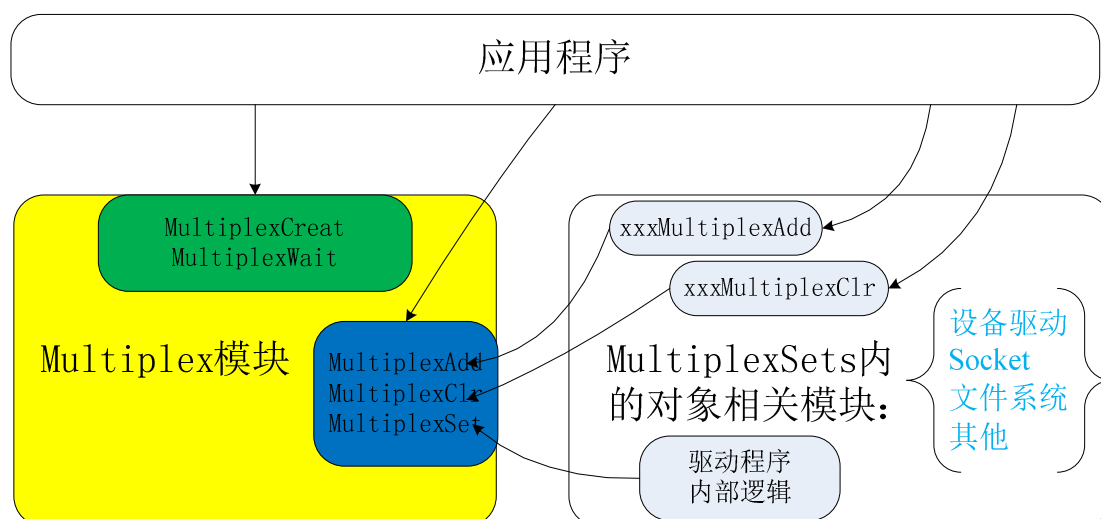 应用程序
MultiplexCreat
MultiplexWait
Multiplex模块
MultiplexAdd
MultiplexClr
MultiplexSet
xxxMultiplexAdd
xxxMultiplexClr
MultiplexSets内
的对象相关模块：
设备驱动
Socket
文件系统
其他
驱动程序
内部逻辑